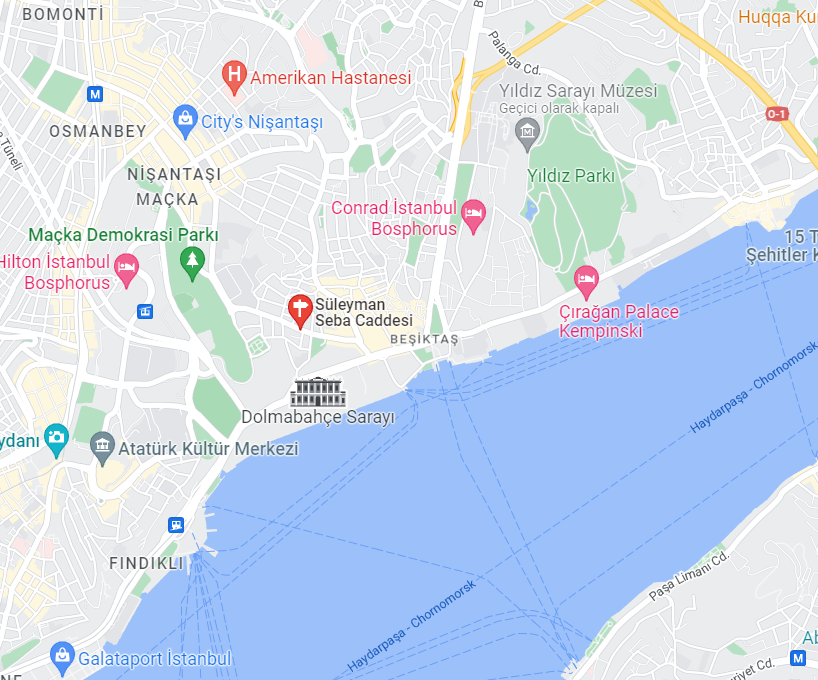 BOMONTİ
Huqqa Ku
Palanga Cd.
H
Amerikan Hastanesi
Yıldız Sarayı Müzesi
Geçici olarak kapalı
M
O-1
City's Nişantaşı
OSMANBEY
Tüneli
NİŞANTAŞI
MAÇKA
Yıldız Parkı
Conrad İstanbul
Bosphorus
Maçka Demokrasi Parkı
15 T
Şehitler K
Hilton İstanbul
Bosphorus
Süleyman
Seba Caddesi
Çırağan Palace
Kempinski
BEŞİKTAŞ
Haydarpaşa - Chornomorsk
Dolmabahçe Sarayı
ydanı
Atatürk Kültür Merkezi
FINDIKLI
Paşa Limanı Cd.
Haydarpaşa - Chornomorsk
Ab
M
Galataport İstanbul
riyet Cd.
NE